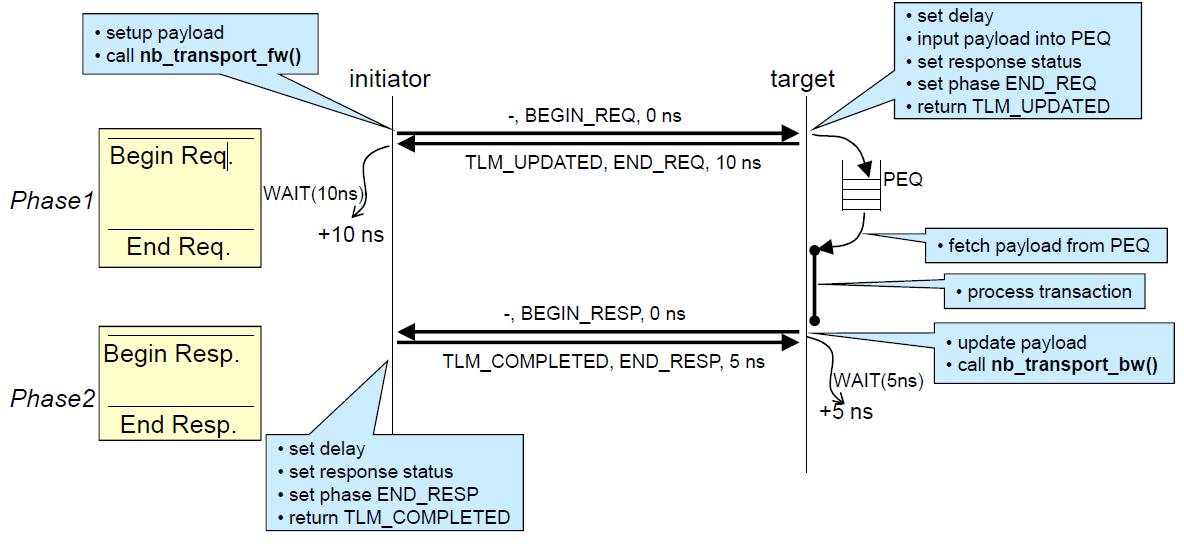 • setup payload
• call nb_transport_fw()
• set delay
• input payload into PEQ
• set response status
• set phase END_REQ
• return TLM_UPDATED
initiator
target
-, BEGIN_REQ, 0 ns
TLM_UPDATED, END_REQ, 10 ns
Phase1
Begin Req.
End Req.
WAIT(10ns)
+10 ns
PEQ
• fetch payload from PEQ
• process transaction
-, BEGIN_RESP, 0 ns
TLM_COMPLETED, END_RESP, 5 ns
Phase2
Begin Resp.
End Resp.
• update payload
• call nb_transport_bw()
WAIT(5ns)
+5 ns
• set delay
• set response status
• set phase END_RESP
• return TLM_COMPLETED